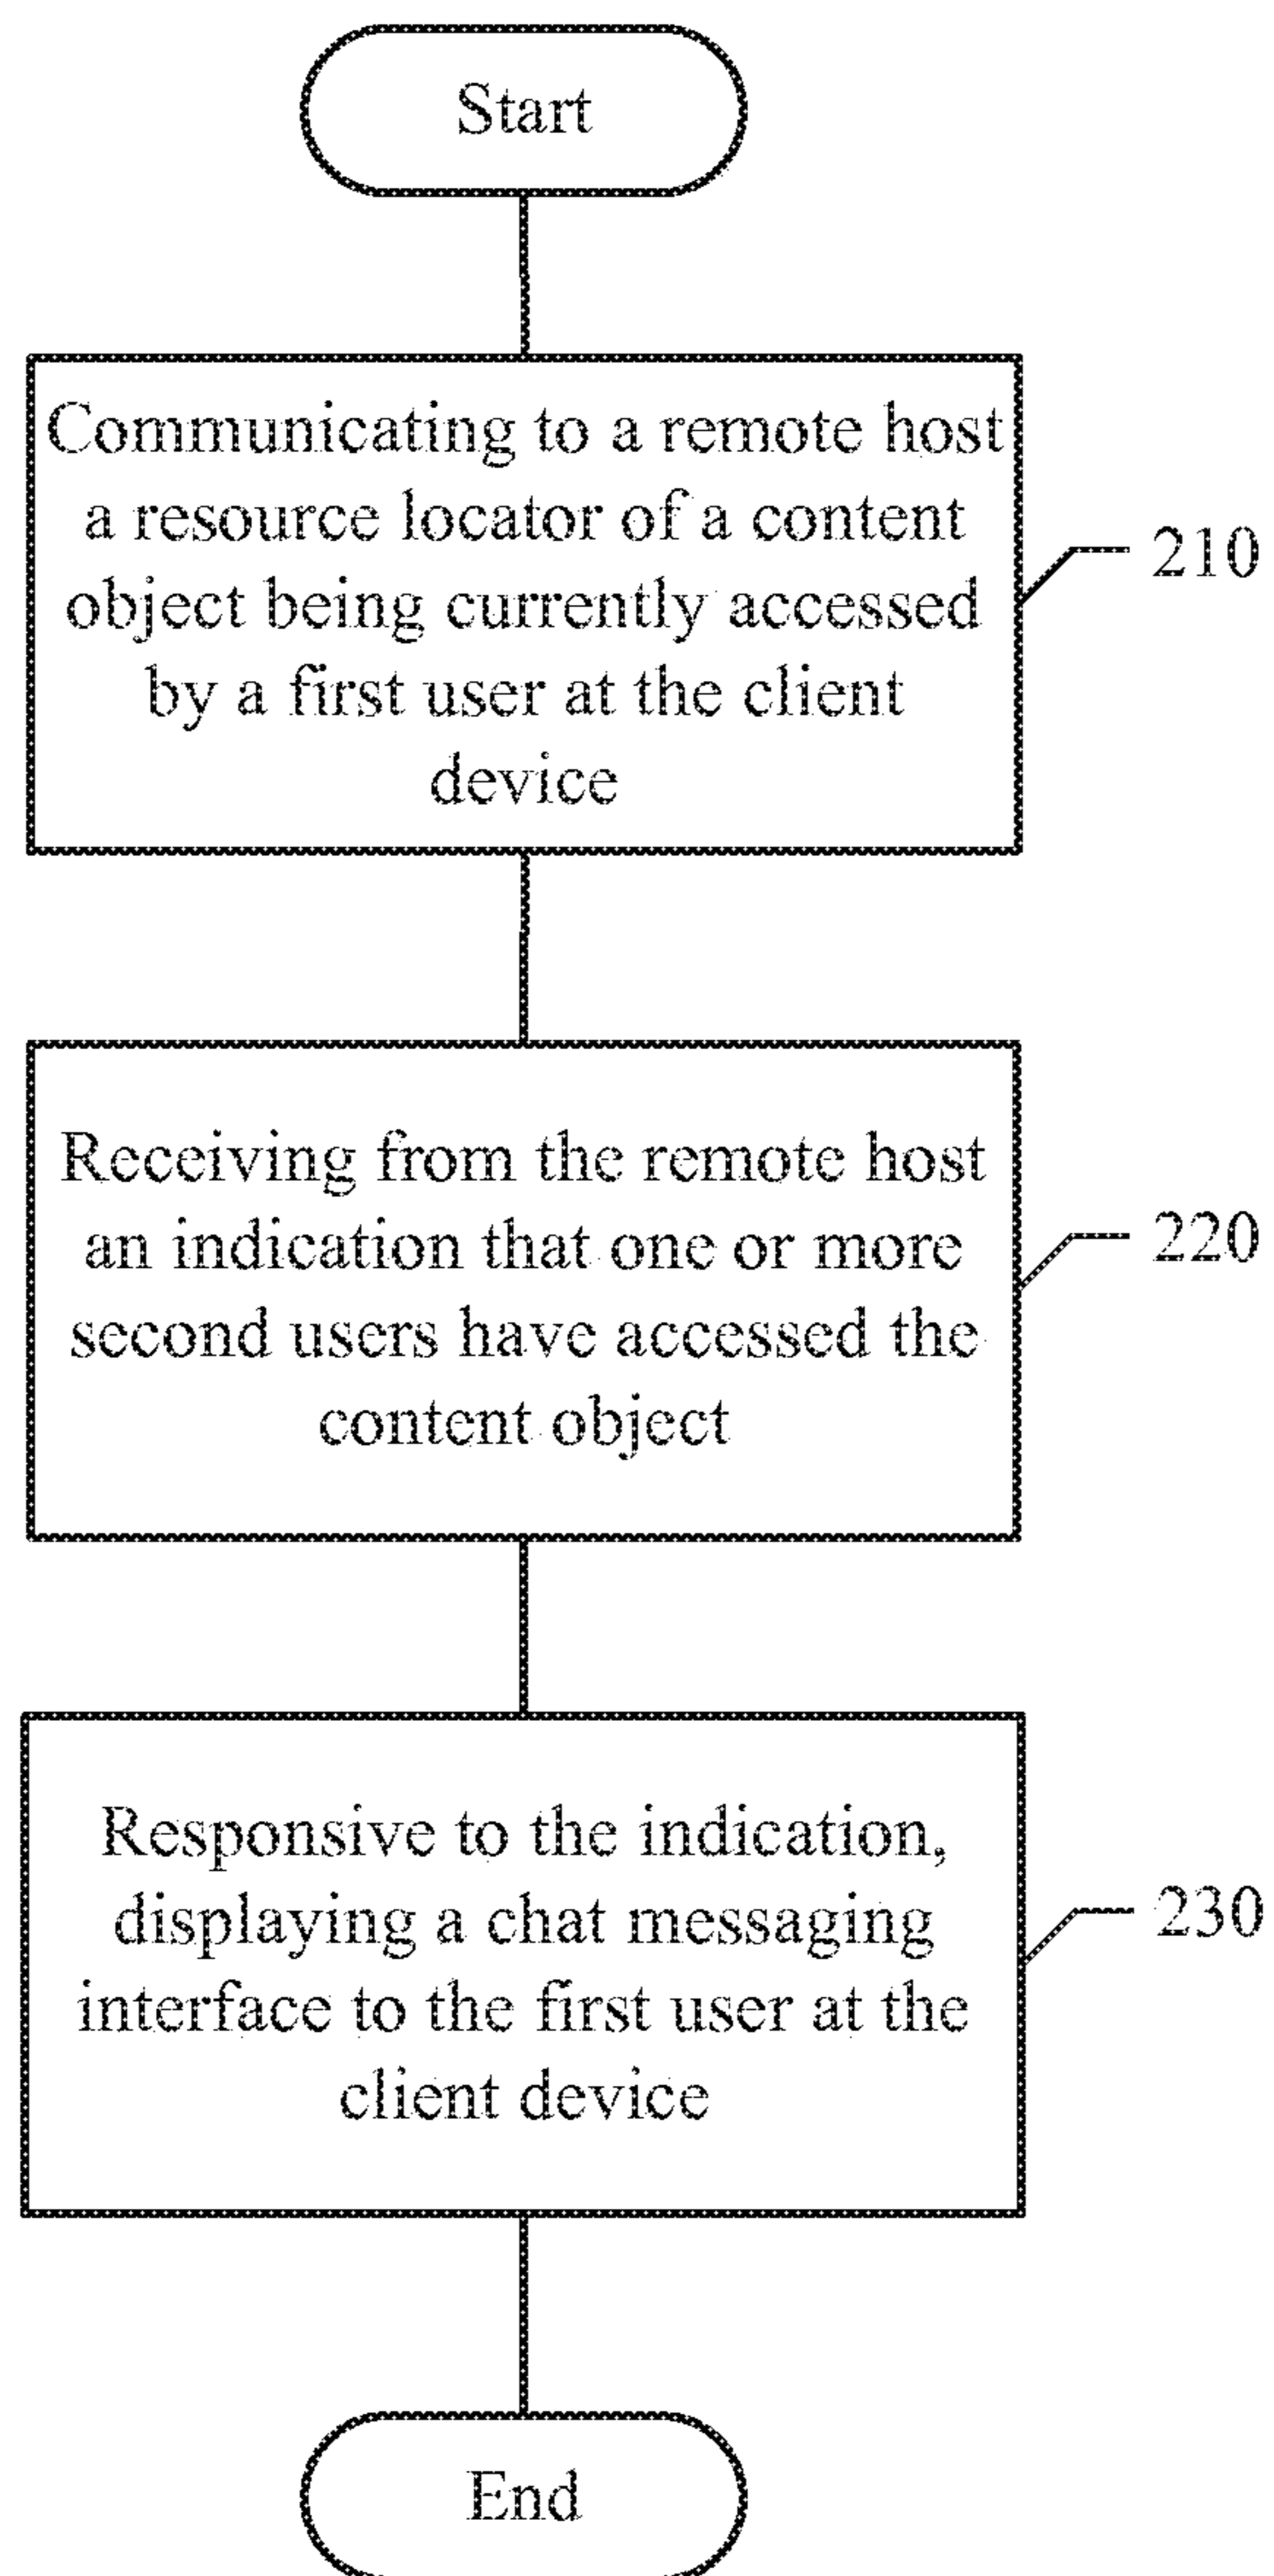 Start
Communicating to a remote host
a resource locator of a content
object being currently accessed
by a first user at the client
device
210
Receiving from the remote host
an indication that one or more
second users have accessed the
content object
220
Responsive to the indication,
displaying a chat messaging
interface to the first user at the
client device
230
End